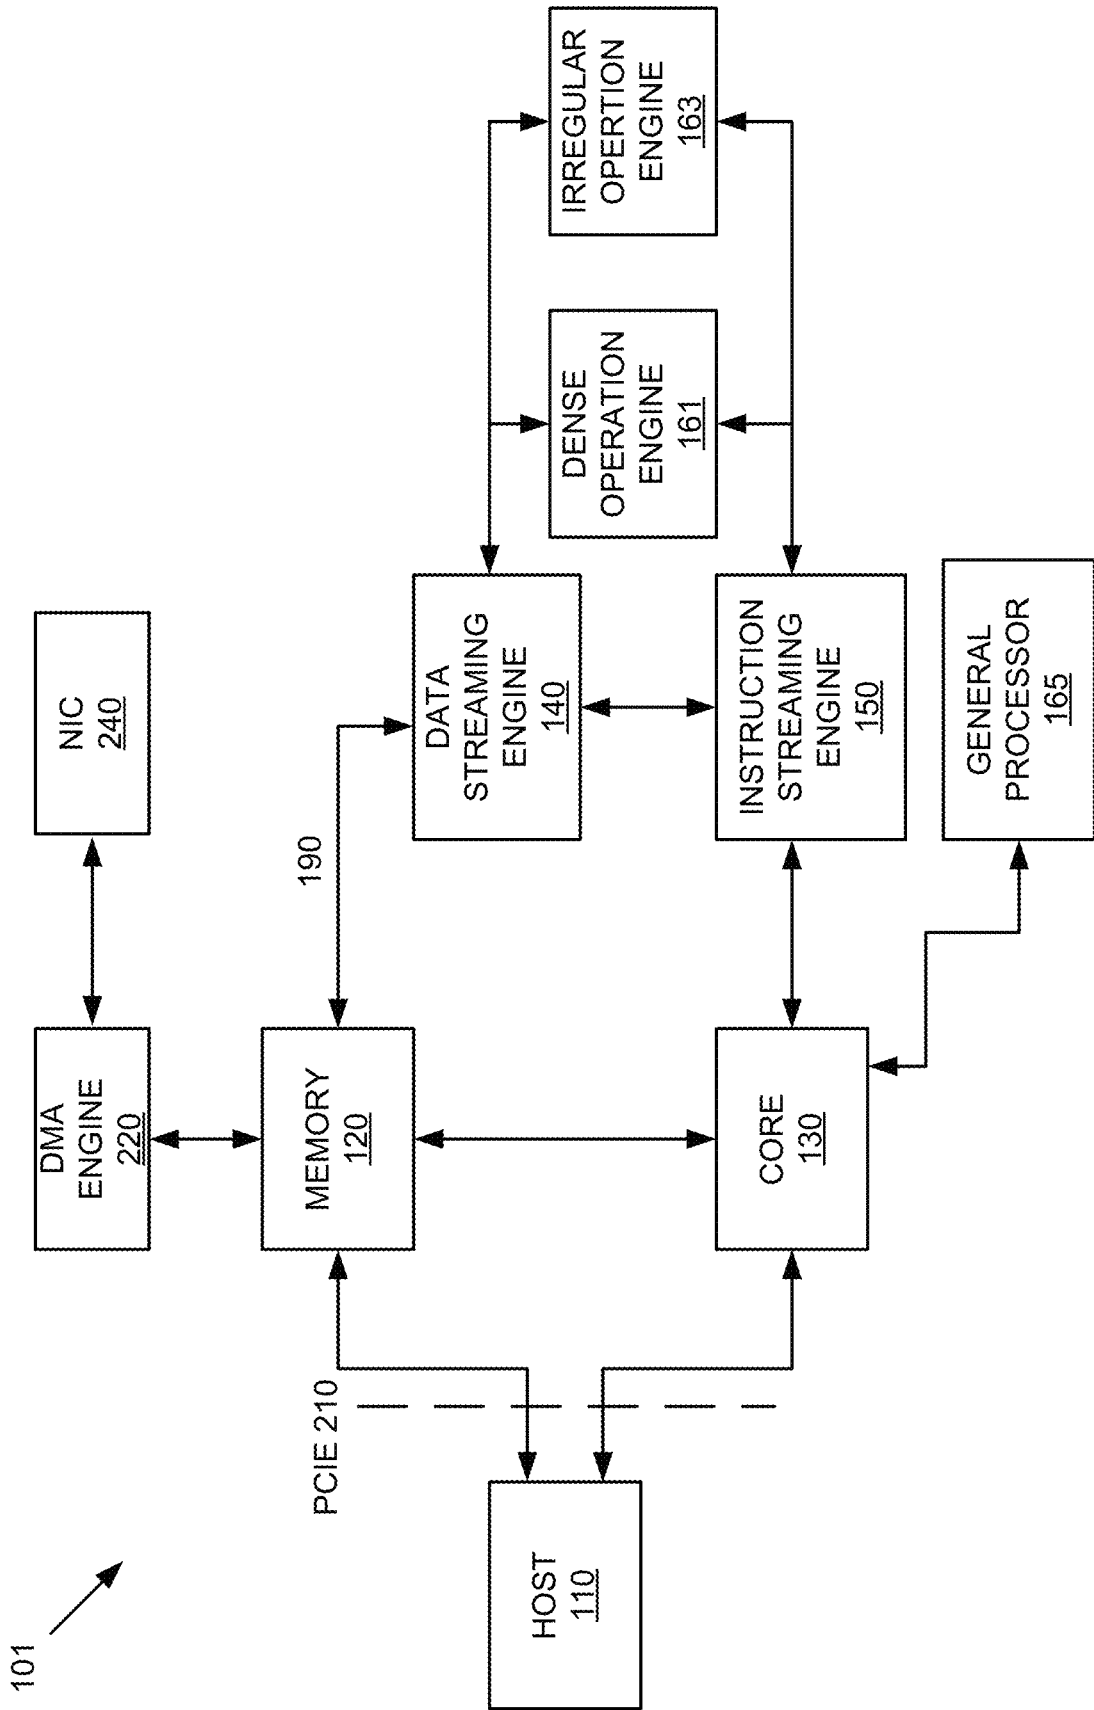 101
HOST
110
PCIE 210
DMA
ENGINE
220
NIC
240
MEMORY
120
190
DATA
STREAMING
ENGINE
140
DENSE
OPERATION
ENGINE
161
IRREGULAR
OPERTION
ENGINE
163
CORE
130
INSTRUCTION
STREAMING
ENGINE
150
GENERAL
PROCESSOR
165